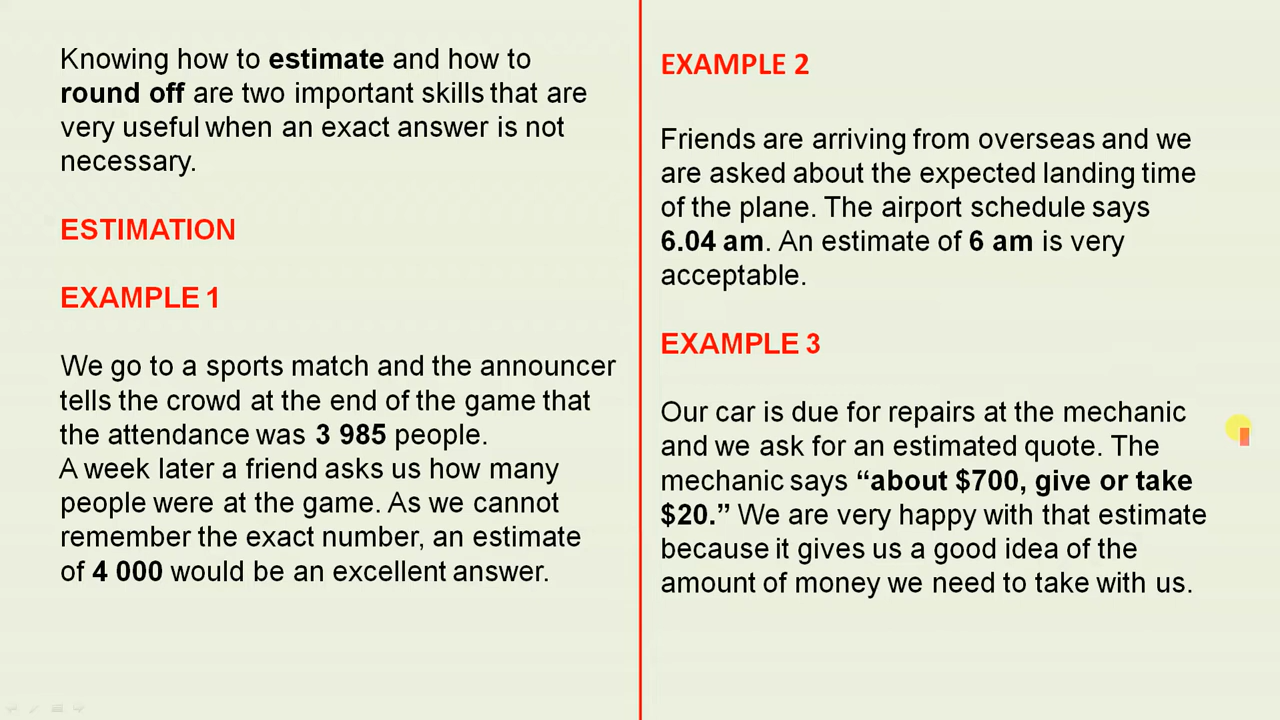 Knowing how to estimate and how to
round off are two important skills that are
very useful when an exact answer is not
necessary.
ESTIMATION
EXAMPLE 1
We go to a sports match and the announcer
tells the crowd at the end of the game that
the attendance was 3 985 people.
A week later a friend asks us how many
people were at the game. As we cannot
remember the exact number, an estimate
of 4 000 would be an excellent answer.
EXAMPLE 2
Friends are arriving from overseas and we
are asked about the expected landing time
of the plane. The airport schedule says
6.04 am. An estimate of 6 am is very
acceptable.
EXAMPLE 3
Our car is due for repairs at the mechanic
and we ask for an estimated quote. The
mechanic says “about $700, give or take
$20.” We are very happy with that estimate
because it gives us a good idea of the
amount of money we need to take with us.